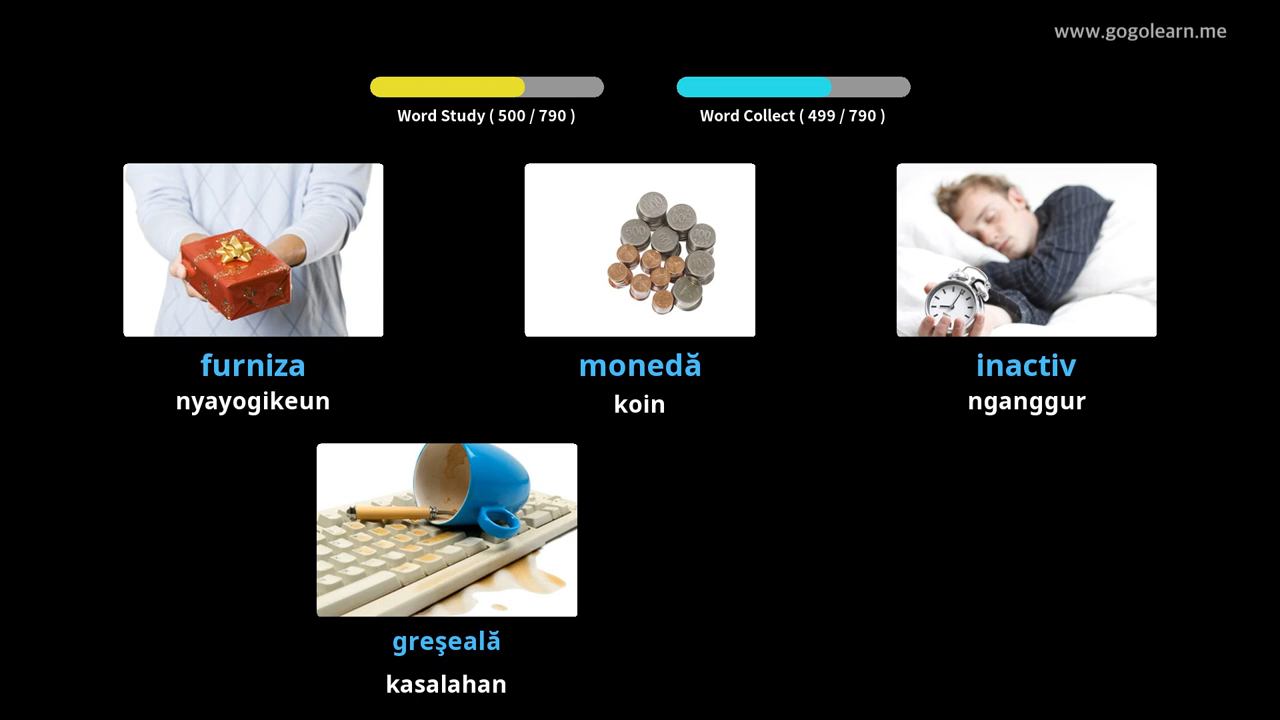 www.gogolearn.me
Word Study ( 500 / 790 )
Word Collect ( 499 / 790 )
furniza
nyayogikeun
monedă
koin
inactiv
nganggur
greşeală
kasalahan